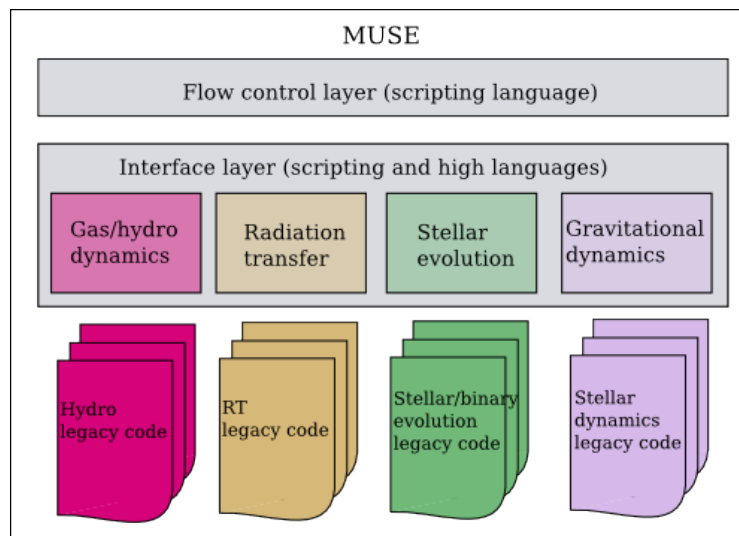 MUSE
Flow control layer (scripting language)
Interface layer (scripting and high languages)
Gas/hydro
dynamics
Radiation
transfer
Stellar
evolution
Gravitational
dynamics
Hydro
legacy code
RT
legacy code
Stellar/binary
evolution
legacy code
Stellar
dynamics
legacy code